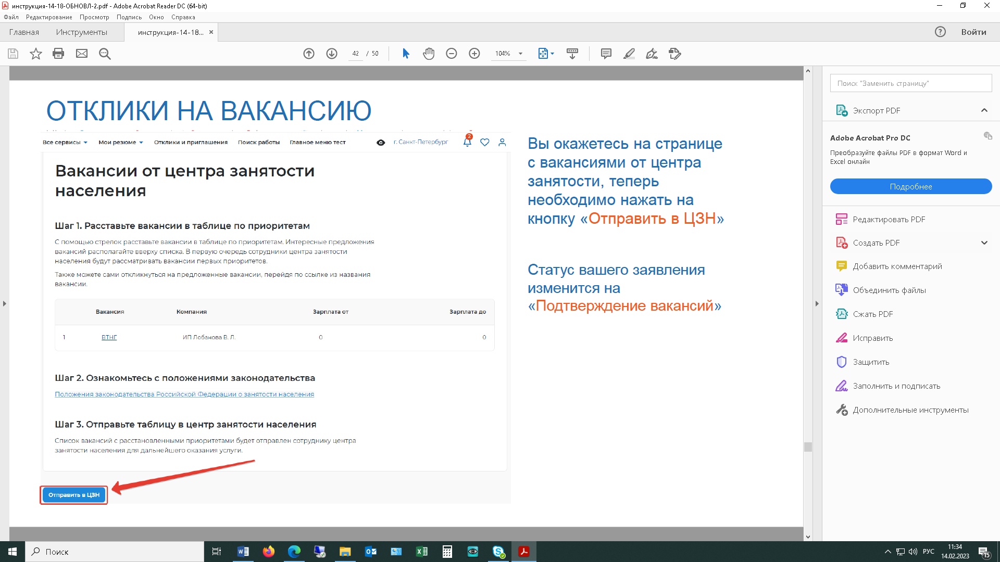 инструкция-14-18-ОБНОВЛ-2.pdf - Adobe Acrobat Reader DC (64-bit)
Файл Редактирование Просмотр Подпись Окно Справка
Главная Инструменты инструкция-14-18... × Войти
42 / 50 104%
ОТКЛИКИ НА ВАКАНСИЮ
Все сервисы Мои резюме Отклики и приглашения Поиск работы Главное меню тест г. Санкт-Петербург 2
Вакансии от центра занятости
населения
Шаг 1. Расставьте вакансии в таблице по приоритетам
С помощью стрелок расставьте вакансии в таблице по приоритетам. Интересные предложения
вакансий располагайте вверху списка. В первую очередь сотрудники центра занятости
населения будут рассматривать вакансии первых приоритетов.
Также можете сами откликнуться на предложенные вакансии, перейдя по ссылке из названия
вакансии.
Вакансия Компания Зарплата от Зарплата до
1 ВТНГ ИП Лобанова В. Л. 0 0
Шаг 2. Ознакомьтесь с положениями законодательства
Положения законодательства Российской Федерации о занятости населения
Шаг 3. Отправьте таблицу в центр занятости населения
Список вакансий с расстановленными приоритетами будет отправлен сотруднику центра
занятости населения для дальнейшего оказания услуги.
Отправить в ЦЗН
Вы окажетесь на странице
с вакансиями от центра
занятости, теперь
необходимо нажать на
кнопку «Отправить в ЦЗН»
Статус вашего заявления
изменится на
«Подтверждение вакансий»
Поиск "Заменить страницу"
Экспорт PDF
Adobe Acrobat Pro DC
Преобразуйте файлы PDF в формат Word и
Excel онлайн
Подробнее
Редактировать PDF
Создать PDF
Добавить комментарий
Объединить файлы
Сжать PDF
Исправить
Защитить
Заполнить и подписать
Дополнительные инструменты
Поиск
РУС
11:34
14.02.2023
15